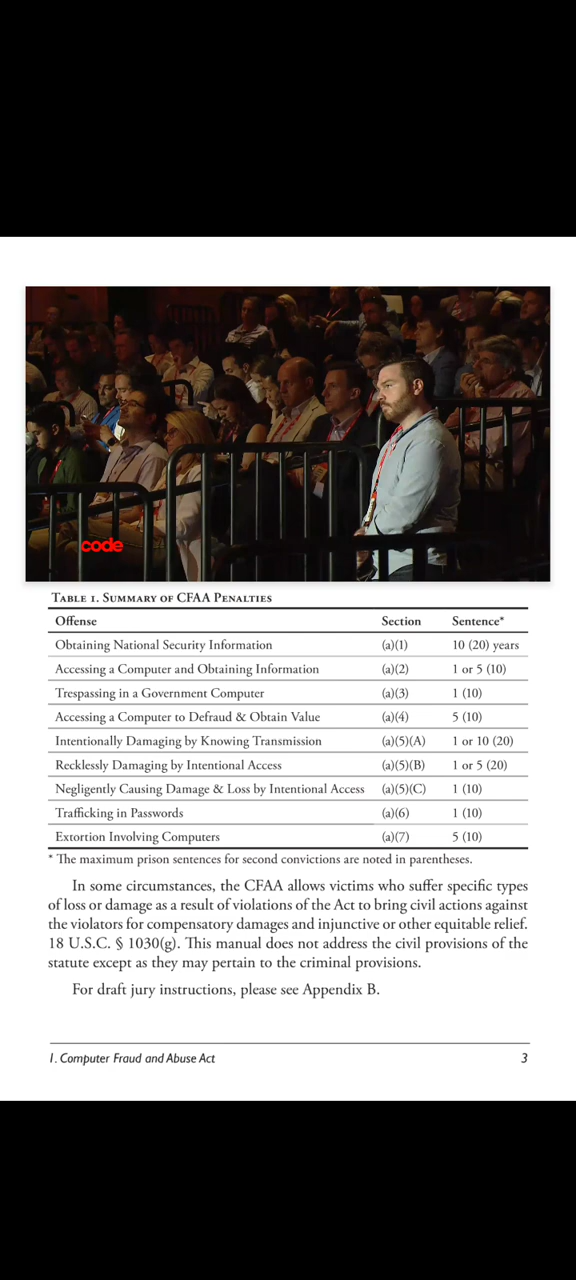 code
TABLE 1. SUMMARY OF CFAA PENALTIES
Offense Section Sentence*
Obtaining National Security Information (a)(1) 10 (20) years
Accessing a Computer and Obtaining Information (a)(2) 1 or 5 (10)
Trespassing in a Government Computer (a)(3) 1 (10)
Accessing a Computer to Defraud & Obtain Value (a)(4) 5 (10)
Intentionally Damaging by Knowing Transmission (a)(5)(A) 1 or 10 (20)
Recklessly Damaging by Intentional Access (a)(5)(B) 1 or 5 (20)
Negligently Causing Damage & Loss by Intentional Access (a)(5)(C) 1 (10)
Trafficking in Passwords (a)(6) 1 (10)
Extortion Involving Computers (a)(7) 5 (10)
* The maximum prison sentences for second convictions are noted in parentheses.
In some circumstances, the CFAA allows victims who suffer specific types
of loss or damage as a result of violations of the Act to bring civil actions against
the violators for compensatory damages and injunctive or other equitable relief.
18 U.S.C. § 1030(g). This manual does not address the civil provisions of the
statute except as they may pertain to the criminal provisions.
For draft jury instructions, please see Appendix B.
1. Computer Fraud and Abuse Act 3